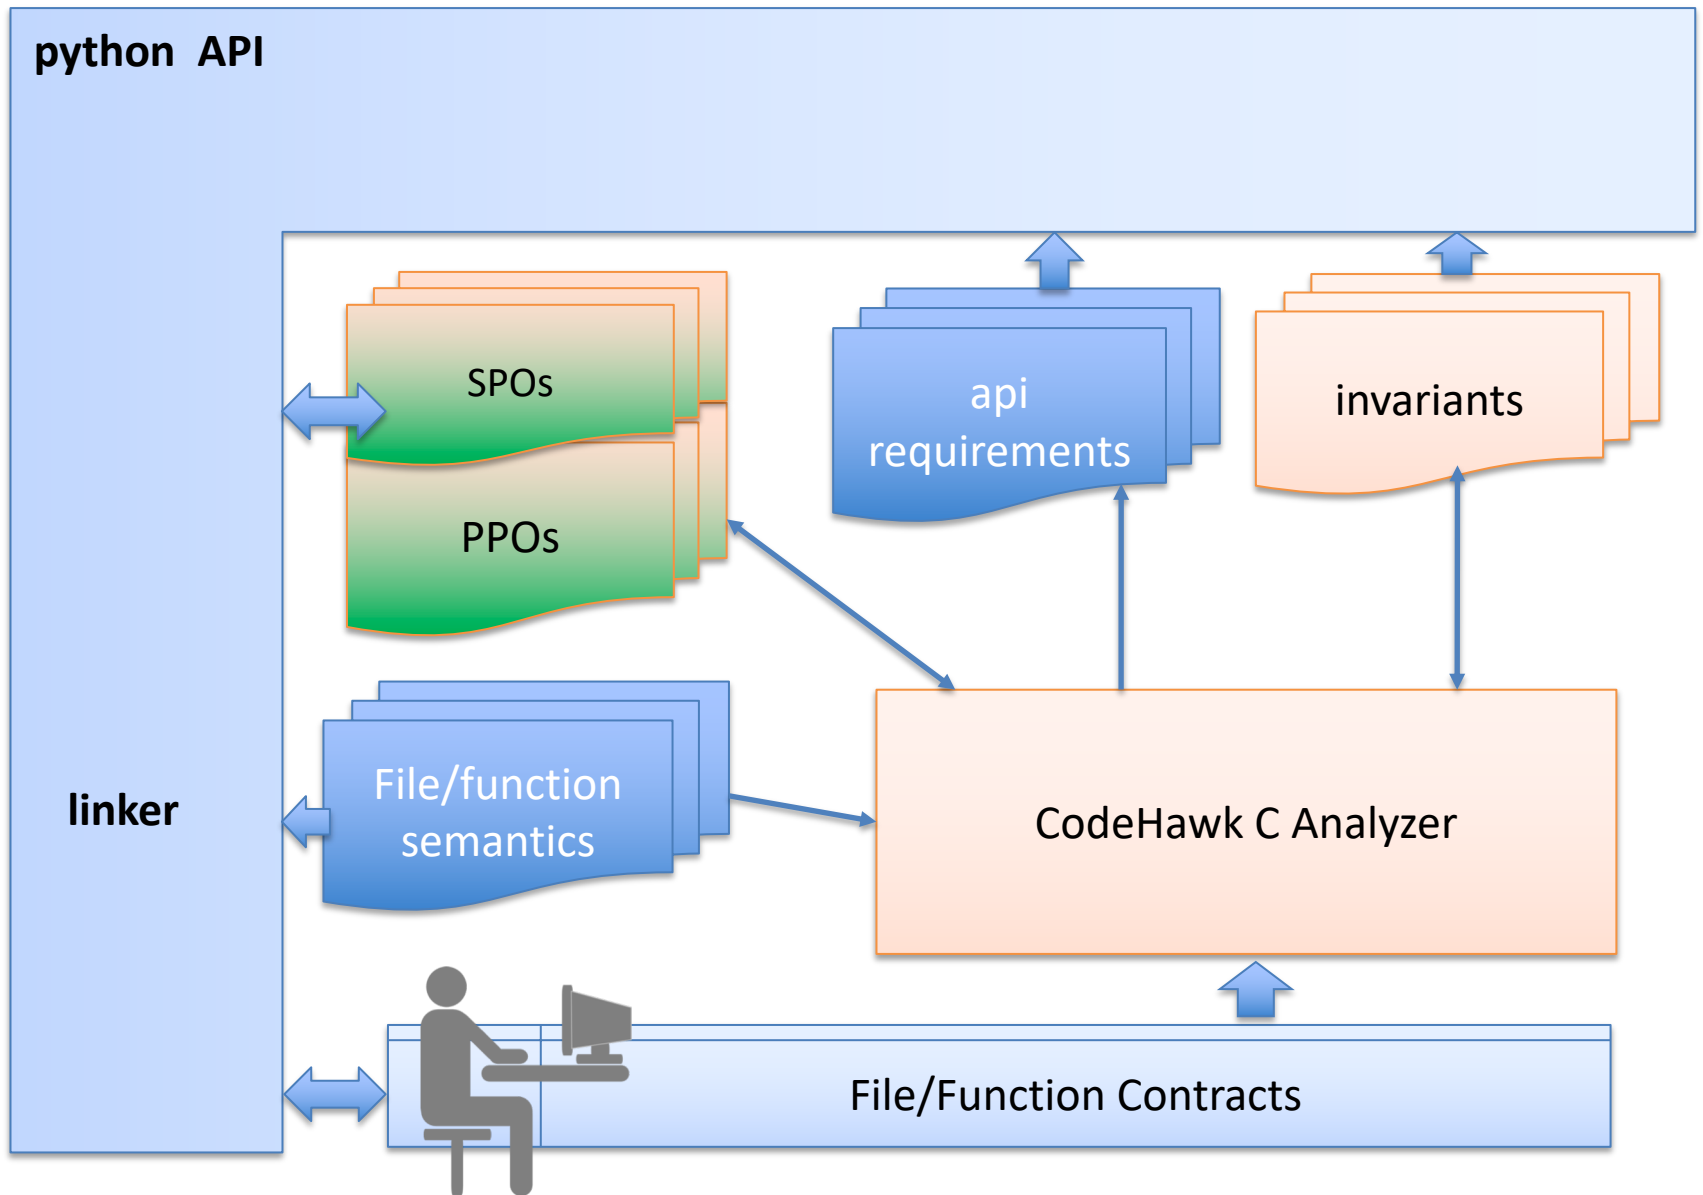 python API
SPOs
api
requirements
invariants
PPOs
File/function
semantics
linker
CodeHawk C Analyzer
File/Function Contracts